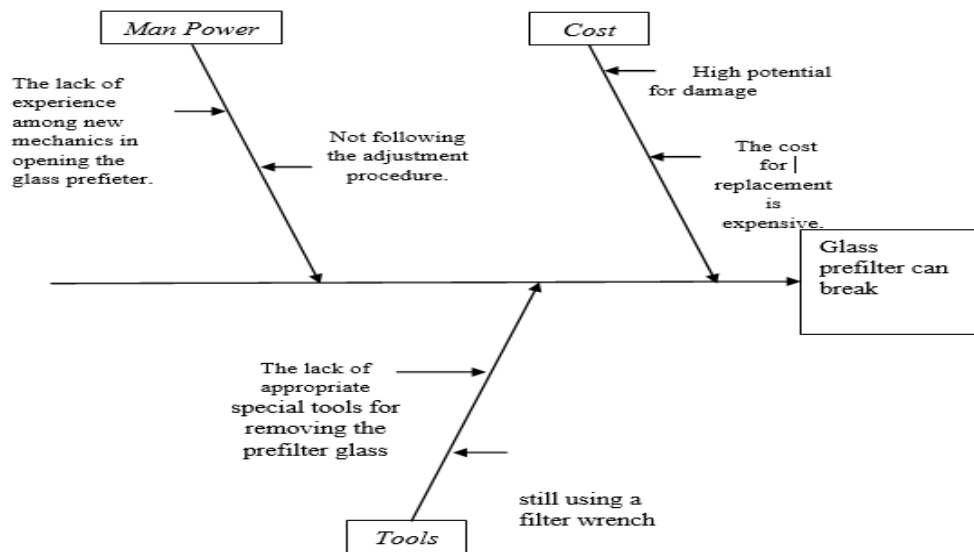 Man Power
The lack of
experience
among new
mechanics in
opening the
glass prefieter.
Not following
the adjustment
procedure.
Cost
High potential
for damage
The cost
for
replacement
is
expensive.
Glass
prefilter can
break
The lack of
appropriate
special tools for
removing the
prefilter glass
still using a
filter wrench
Tools